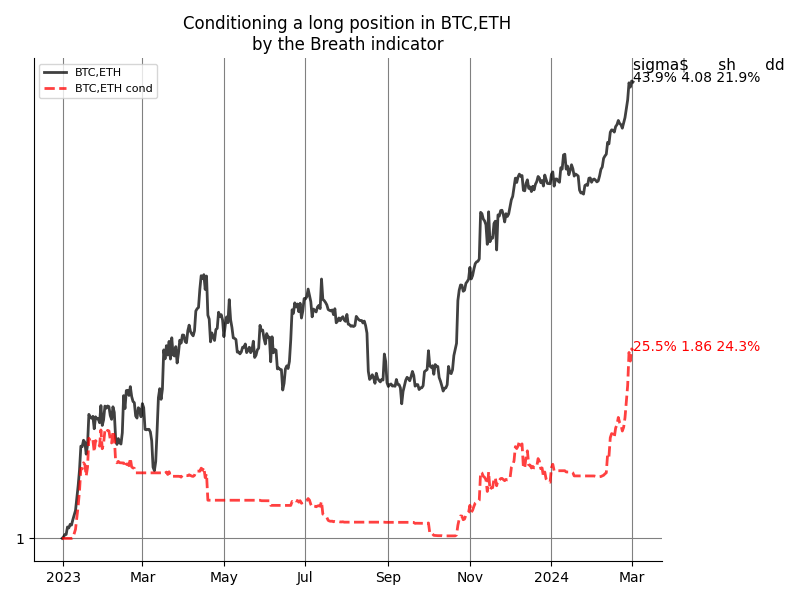 Conditioning a long position in BTC,ETH
by the Breath indicator
BTC,ETH
BTC,ETH cond
sigma$ sh dd
43.9% 4.08 21.9%
25.5% 1.86 24.3%
1
2023 Mar May Jul Sep Nov 2024 Mar